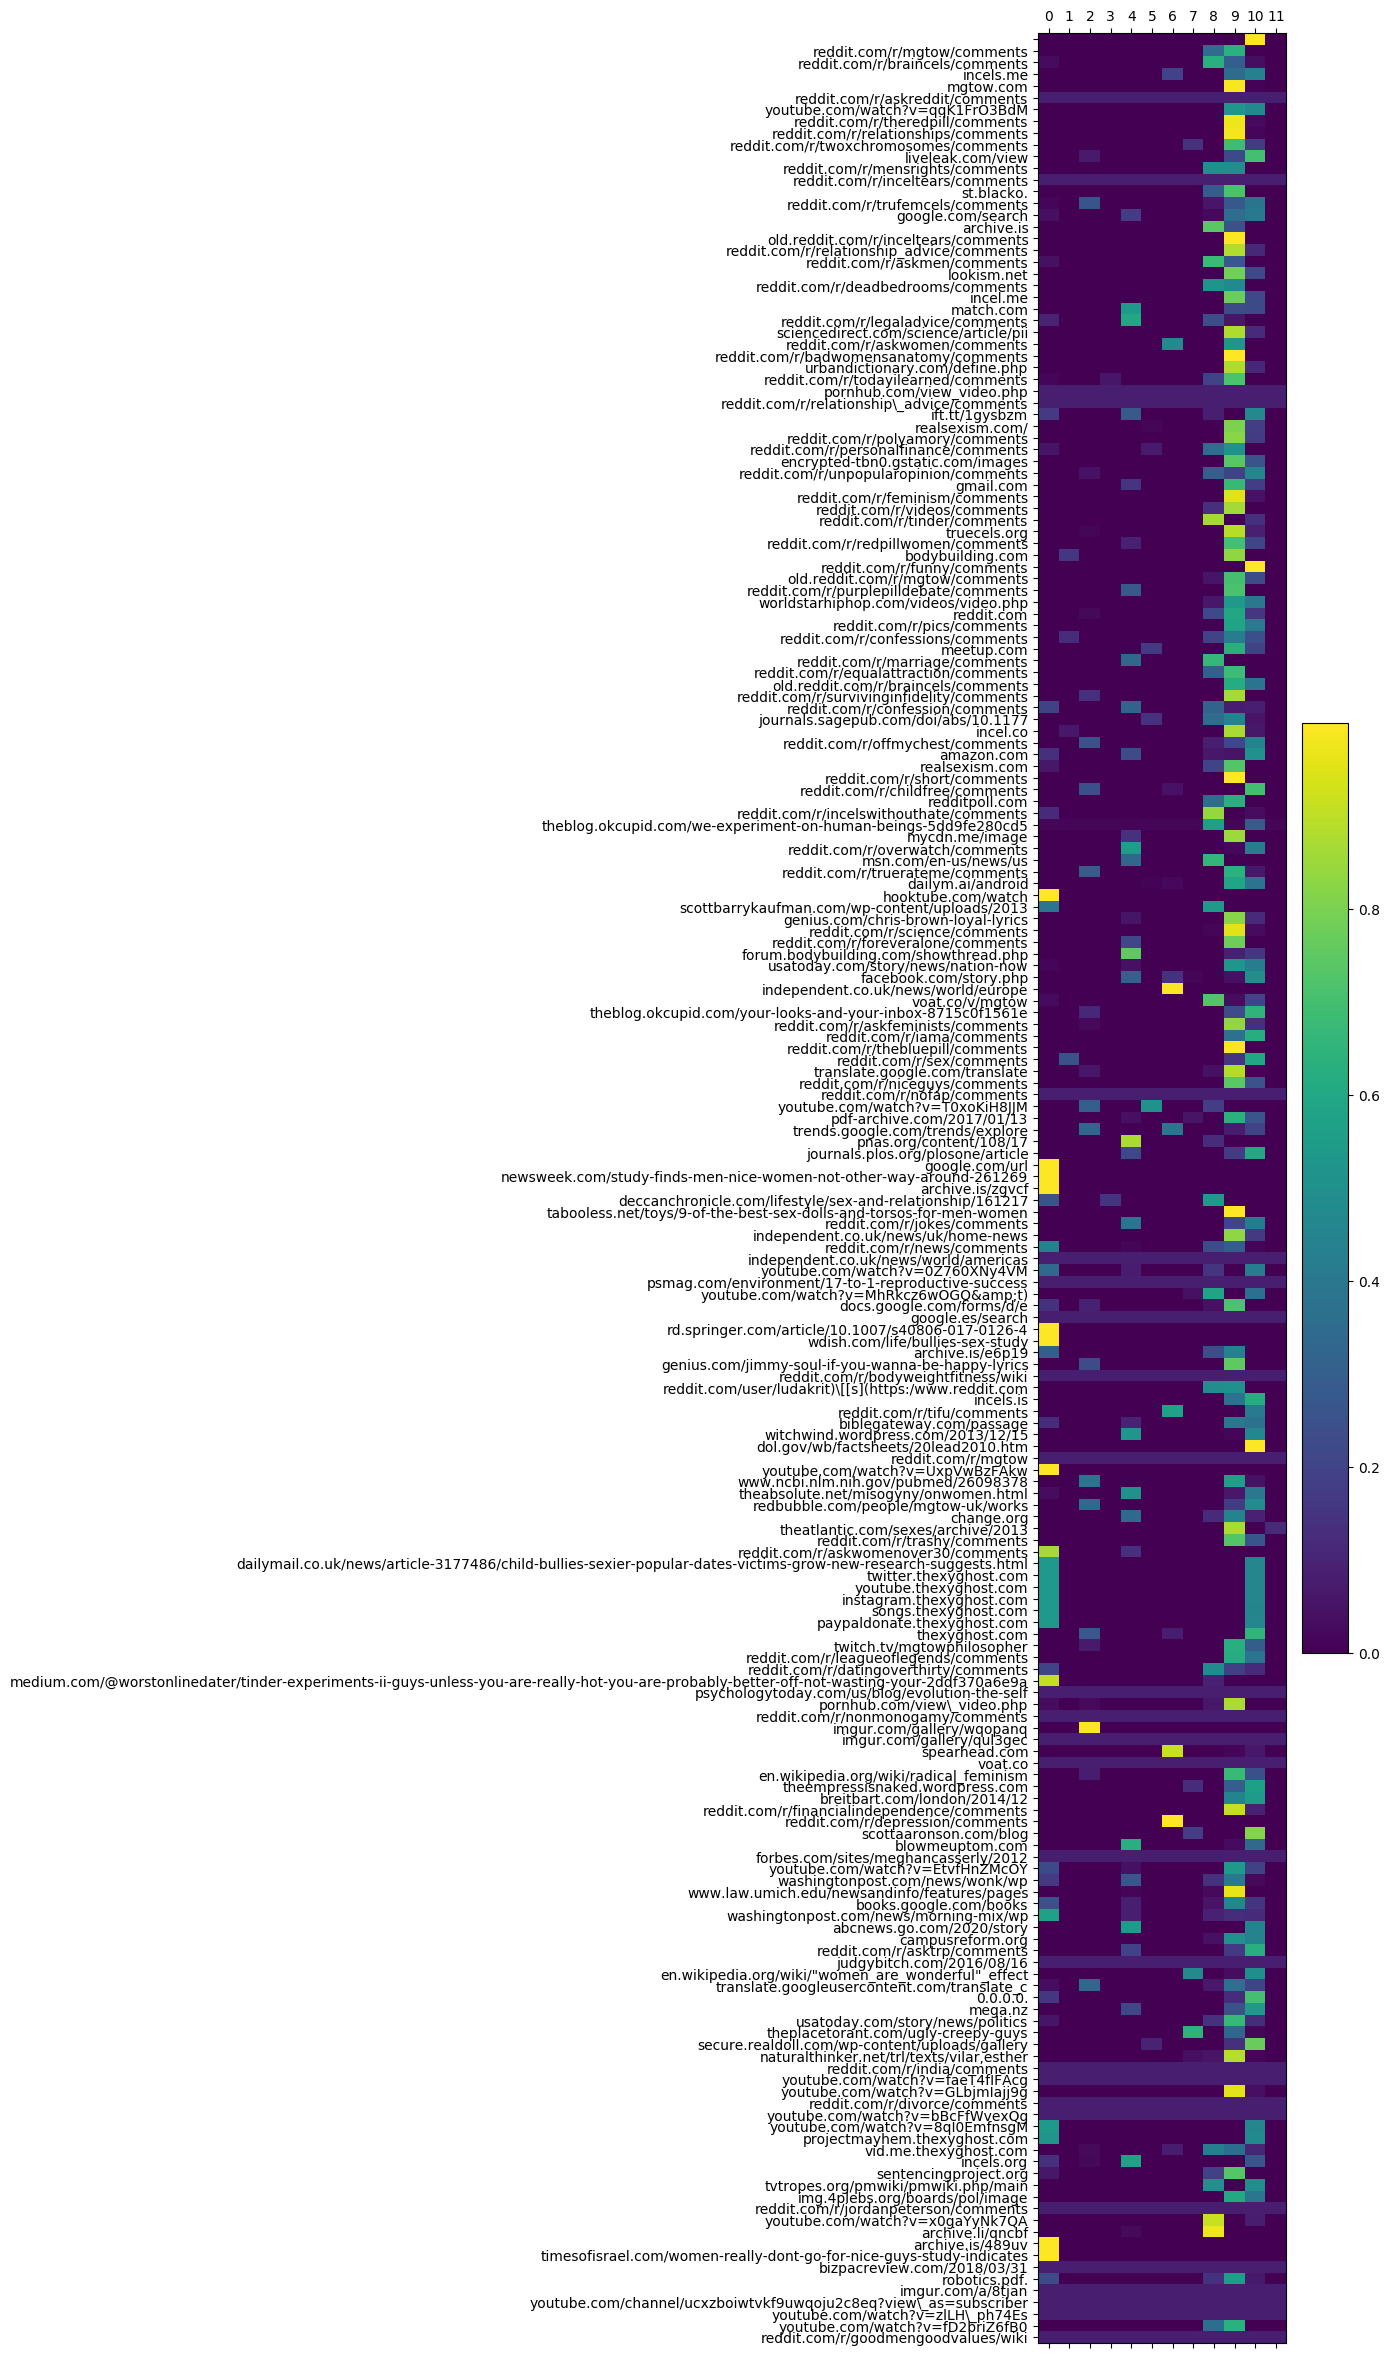 0 1 2 3 4 5 6 7 8 9 10 11
reddit.com/r/mgtow/comments
reddit.com/r/braincels/comments
incels.me
mgtow.com
reddit.com/r/askreddit/comments
youtube.com/watch?v=qgK1FrO3BdM
reddit.com/r/theredpill/comments
reddit.com/r/relationships/comments
reddit.com/r/twoxchromosomes/comments
liveleak.com/view
reddit.com/r/mensrights/comments
reddit.com/r/inceltears/comments
st.blacko.
reddit.com/r/trufemcels/comments
google.com/search
archive.is
old.reddit.com/r/inceltears/comments
reddit.com/r/relationship_advice/comments
reddit.com/r/askmen/comments
lookism.net
reddit.com/r/deadbedrooms/comments
incel.me
match.com
reddit.com/r/legaladvice/comments
sciencedirect.com/science/article/pii
reddit.com/r/askwomen/comments
reddit.com/r/badwomensanatomy/comments
urbandictionary.com/define.php
reddit.com/r/todayilearned/comments
pornhub.com/view_video.php
reddit.com/r/relationship\_advice/comments
ift.tt/1gysbzm
realsexism.com/
reddit.com/r/polyamory/comments
reddit.com/r/personalfinance/comments
encrypted-tbn0.gstatic.com/images
reddit.com/r/unpopularopinion/comments
gmail.com
reddit.com/r/feminism/comments
reddit.com/r/videos/comments
reddit.com/r/tinder/comments
truecels.org
reddit.com/r/redpillwomen/comments
bodybuilding.com
reddit.com/r/funny/comments
old.reddit.com/r/mgtow/comments
reddit.com/r/purplepilldebate/comments
worldstarhiphop.com/videos/video.php
reddit.com
reddit.com/r/pics/comments
reddit.com/r/confessions/comments
meetup.com
reddit.com/r/marriage/comments
reddit.com/r/equalattraction/comments
old.reddit.com/r/braincels/comments
reddit.com/r/survivinginfidelity/comments
reddit.com/r/confession/comments
journals.sagepub.com/doi/abs/10.1177
incel.co
reddit.com/r/offmychest/comments
amazon.com
realsexism.com
reddit.com/r/short/comments
reddit.com/r/childfree/comments
redditpoll.com
reddit.com/r/incelswithouthate/comments
theblog.okcupid.com/we-experiment-on-human-beings-5dd9fe280cd5
mycdn.me/image
reddit.com/r/overwatch/comments
msn.com/en-us/news/us
reddit.com/r/truerateme/comments
dailym.ai/android
hooktube.com/watch
scottbarrykaufman.com/wp-content/uploads/2013
genius.com/chris-brown-loyal-lyrics
reddit.com/r/science/comments
reddit.com/r/foreveralone/comments
forum.bodybuilding.com/showthread.php
usatoday.com/story/news/nation-now
facebook.com/story.php
independent.co.uk/news/world/europe
voat.co/v/mgtow
theblog.okcupid.com/your-looks-and-your-inbox-8715c0f1561e
reddit.com/r/askfeminists/comments
reddit.com/r/iama/comments
reddit.com/r/thebluepill/comments
reddit.com/r/sex/comments
translate.google.com/translate
reddit.com/r/niceguys/comments
reddit.com/r/nofap/comments
youtube.com/watch?v=T0xoKiH8JJM
pdf-archive.com/2017/01/13
trends.google.com/trends/explore
pnas.org/content/108/17
journals.plos.org/plosone/article
google.com/url
newsweek.com/study-finds-men-nice-women-not-other-way-around-261269
archive.is/zgvcf
deccanchronicle.com/lifestyle/sex-and-relationship/161217
tabooless.net/toys/9-of-the-best-sex-dolls-and-torsos-for-men-women
reddit.com/r/jokes/comments
independent.co.uk/news/uk/home-news
reddit.com/r/news/comments
independent.co.uk/news/world/americas
youtube.com/watch?v=0Z760XNy4VM
psmag.com/environment/17-to-1-reproductive-success
youtube.com/watch?v=MhRkcz6wOGQ&amp;t)
docs.google.com/forms/d/e
google.es/search
rd.springer.com/article/10.1007/s40806-017-0126-4
wdish.com/life/bullies-sex-study
archive.is/e6p19
genius.com/jimmy-soul-if-you-wanna-be-happy-lyrics
reddit.com/r/bodyweightfitness/wiki
reddit.com/user/ludakrit)\[[s](https:/www.reddit.com
incels.is
reddit.com/r/tifu/comments
biblegateway.com/passage
witchwind.wordpress.com/2013/12/15
dol.gov/wb/factsheets/20lead2010.htm
reddit.com/r/mgtow
youtube.com/watch?v=UxpVwBzFAkw
www.ncbi.nlm.nih.gov/pubmed/26098378
theabsolute.net/misogyny/onwomen.html
redbubble.com/people/mgtow-uk/works
change.org
theatlantic.com/sexes/archive/2013
reddit.com/r/trashy/comments
reddit.com/r/askwomenover30/comments
dailymail.co.uk/news/article-3177486/child-bullies-sexier-popular-dates-victims-grow-new-research-suggests.html
twitter.thexyghost.com
youtube.thexyghost.com
instagram.thexyghost.com
songs.thexyghost.com
paypaldonate.thexyghost.com
thexyghost.com
twitch.tv/mgtowphilosopher
reddit.com/r/leagueoflegends/comments
reddit.com/r/datingoverthirty/comments
medium.com/@worstonlinedater/tinder-experiments-ii-guys-unless-you-are-really-hot-you-are-probably-better-off-not-wasting-your-2ddf370a6e9a
psychologytoday.com/us/blog/evolution-the-self
pornhub.com/view\_video.php
reddit.com/r/nonmonogamy/comments
imgur.com/gallery/wqopanq
imgur.com/gallery/qul3gec
spearhead.com
voat.co
en.wikipedia.org/wiki/radical_feminism
theempressisnaked.wordpress.com
breitbart.com/london/2014/12
reddit.com/r/financialindependence/comments
reddit.com/r/depression/comments
scottaaronson.com/blog
blowmeuptom.com
forbes.com/sites/meghancasserly/2012
youtube.com/watch?v=EtvfHnZMcOY
washingtonpost.com/news/wonk/wp
www.law.umich.edu/newsandinfo/features/pages
books.google.com/books
washingtonpost.com/news/morning-mix/wp
abcnews.go.com/2020/story
campusreform.org
reddit.com/r/asktrp/comments
judgybitch.com/2016/08/16
en.wikipedia.org/wiki/"women_are_wonderful"_effect
translate.googleusercontent.com/translate_c
0.0.0.0.
mega.nz
usatoday.com/story/news/politics
theplacetorant.com/ugly-creepy-guys
secure.realdoll.com/wp-content/uploads/gallery
naturalthinker.net/trl/texts/vilar,esther
reddit.com/r/india/comments
youtube.com/watch?v=faeT4fIFAcg
youtube.com/watch?v=GLbjmIajj9g
reddit.com/r/divorce/comments
youtube.com/watch?v=bBcFfWvexQg
youtube.com/watch?v=8qI0EmfnsgM
projectmayhem.thexyghost.com
vid.me.thexyghost.com
incels.org
sentencingproject.org
tvtropes.org/pmwiki/pmwiki.php/main
img.4plebs.org/boards/pol/image
reddit.com/r/jordanpeterson/comments
youtube.com/watch?v=x0gaYyNk7QA
archive.li/qncbf
archive.is/489uv
timesofisrael.com/women-really-dont-go-for-nice-guys-study-indicates
bizpacreview.com/2018/03/31
robotics.pdf.
imgur.com/a/8tjan
youtube.com/channel/ucxzboiwtvkf9uwqoju2c8eq?view\_as=subscriber
youtube.com/watch?v=zlLH\_ph74Es
youtube.com/watch?v=fD2briZ6fB0
reddit.com/r/goodmengoodvalues/wiki
0.8
0.6
0.4
0.2
0.0